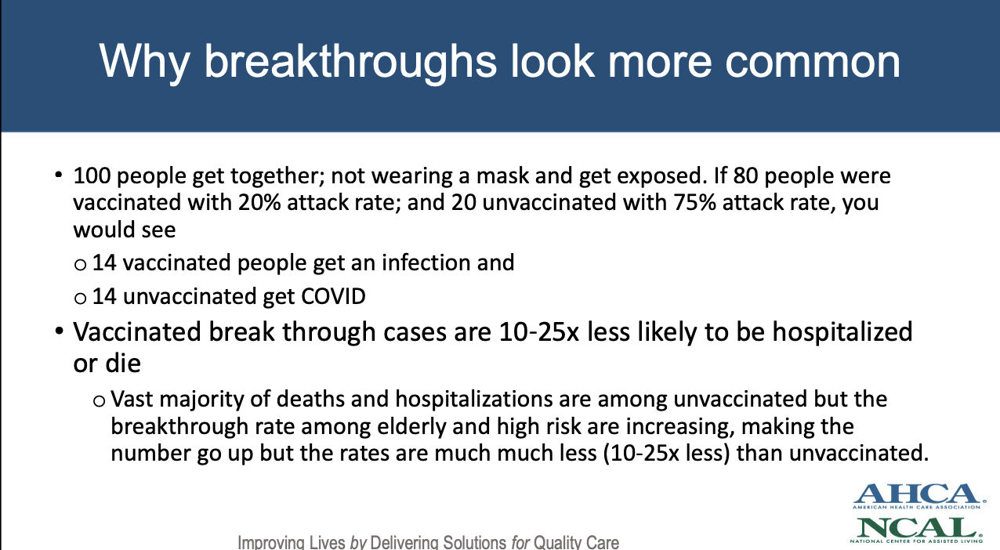 Why breakthroughs look more common
• 100 people get together; not wearing a mask and get exposed. If 80 people were
vaccinated with 20% attack rate; and 20 unvaccinated with 75% attack rate, you
would see
o 14 vaccinated people get an infection and
o 14 unvaccinated get COVID
• Vaccinated break through cases are 10-25x less likely to be hospitalized
or die
o Vast majority of deaths and hospitalizations are among unvaccinated but the
breakthrough rate among elderly and high risk are increasing, making the
number go up but the rates are much much less (10-25x less) than unvaccinated.
AHCA®
AMERICAN HEALTH CARE ASSOCIATION
NCAL®
NATIONAL CENTER FOR ASSISTED LIVING
Improving Lives by Delivering Solutions for Quality Care